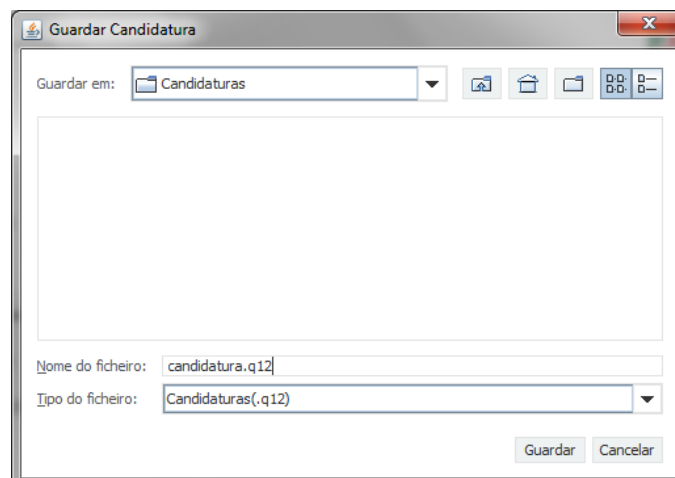 Guardar Candidatura
Guardar em: Candidaturas
Nome do ficheiro: candidatura.q12
Tipo do ficheiro: Candidaturas(.q12)
Guardar Cancelar